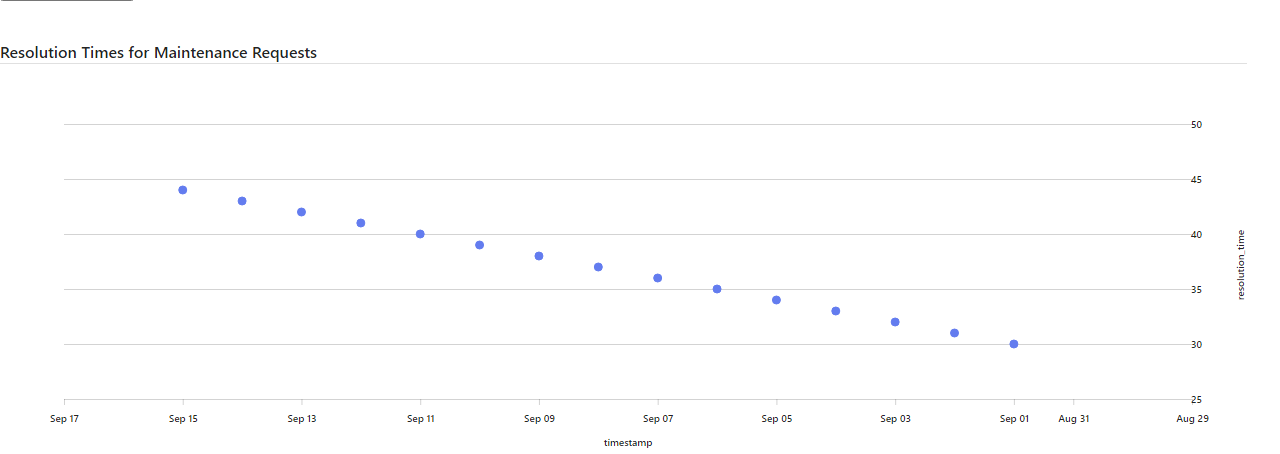 Resolution Times for Maintenance Requests
50
45
40
35
30
25
resolution_time
Sep 17 Sep 15 Sep 13 Sep 11 Sep 09 Sep 07 Sep 05 Sep 03 Sep 01 Aug 31 Aug 29
timestamp